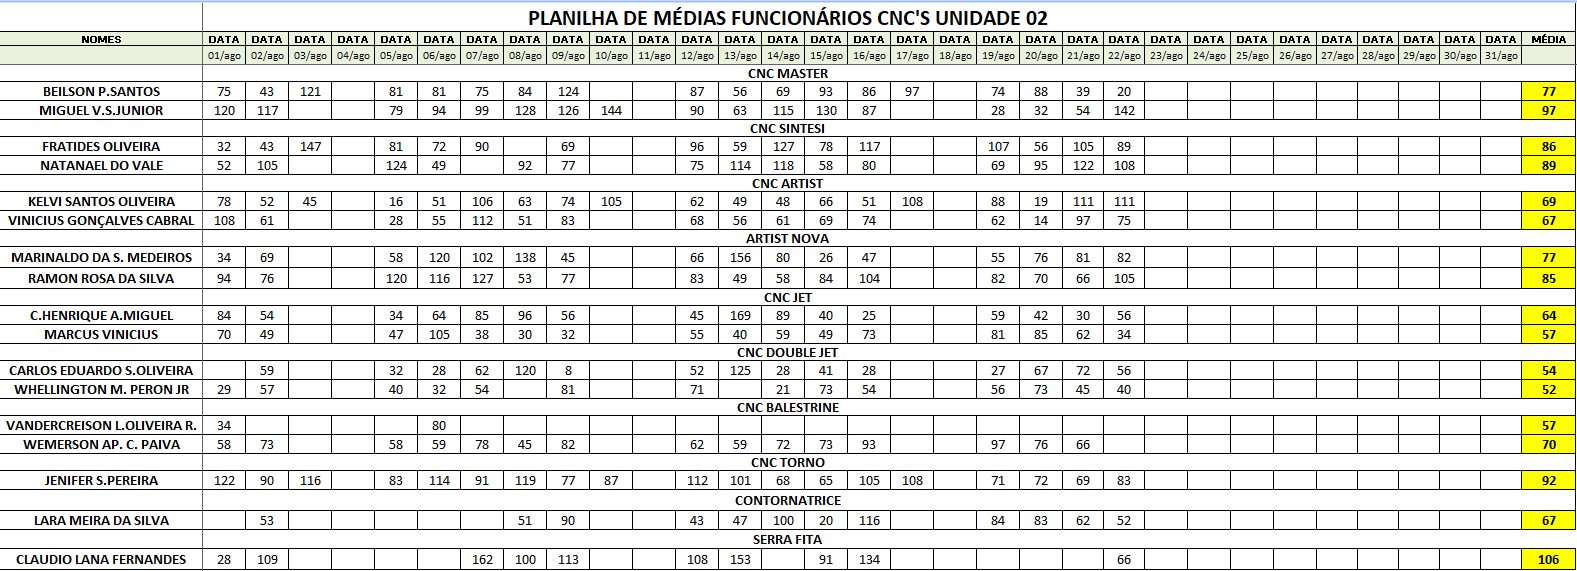 PLANILHA DE MÉDIAS FUNCIONÁRIOS CNC'S UNIDADE 02
NOMES DATA DATA DATA DATA DATA DATA DATA DATA DATA DATA DATA DATA DATA DATA DATA DATA DATA DATA DATA DATA DATA DATA DATA DATA DATA DATA DATA DATA DATA DATA DATA MÉDIA
01/ago 02/ago 03/ago 04/ago 05/ago 06/ago 07/ago 08/ago 09/ago 10/ago 11/ago 12/ago 13/ago 14/ago 15/ago 16/ago 17/ago 18/ago 19/ago 20/ago 21/ago 22/ago 23/ago 24/ago 25/ago 26/ago 27/ago 28/ago 29/ago 30/ago 31/ago
CNC MASTER
BEILSON P.SANTOS 75 43 121 81 81 75 84 124 87 56 69 93 86 97 74 88 39 20 77
MIGUEL V.S.JUNIOR 120 117 79 94 99 128 126 144 90 63 115 130 87 28 32 54 142 97
CNC SINTESI
FRATIDES OLIVEIRA 32 43 147 81 72 90 69 96 59 127 78 117 107 56 105 89 86
NATANAEL DO VALE 52 105 124 49 92 77 75 114 118 58 80 69 95 122 108 89
CNC ARTIST
KELVI SANTOS OLIVEIRA 78 52 45 16 51 106 63 74 105 62 49 48 66 51 108 88 19 111 111 69
VINICIUS GONÇALVES CABRAL 108 61 28 55 112 51 83 68 56 61 69 74 62 14 97 75 67
ARTIST NOVA
MARINALDO DA S. MEDEIROS 34 69 58 120 102 138 45 66 156 80 26 47 55 76 81 82 77
RAMON ROSA DA SILVA 94 76 120 116 127 53 77 83 49 58 84 104 82 70 66 105 85
CNC JET
C.HENRIQUE A.MIGUEL 84 54 34 64 85 96 56 45 169 89 40 25 59 42 30 56 64
MARCUS VINICIUS 70 49 47 105 38 30 32 55 40 59 49 73 81 85 62 34 57
CNC DOUBLE JET
CARLOS EDUARDO S.OLIVEIRA 59 32 28 62 120 8 52 125 28 41 28 27 67 72 56 54
WHELLINGTON M. PERON JR 29 57 40 32 54 81 71 21 73 54 56 73 45 40 52
CNC BALESTRINE
VANDERCREISON L.OLIVEIRA R. 34 80 57
WEMERSON AP. C. PAIVA 58 73 58 59 78 45 82 62 59 72 73 93 97 76 66 70
CNC TORNO
JENIFER S.PEREIRA 122 90 116 83 114 91 119 77 87 112 101 68 65 105 108 71 72 69 83 92
CONTORNATRICE
LARA MEIRA DA SILVA 53 51 90 43 47 100 20 116 84 83 62 52 67
SERRA FITA
CLAUDIO LANA FERNANDES 28 109 162 100 113 108 153 91 134 66 106